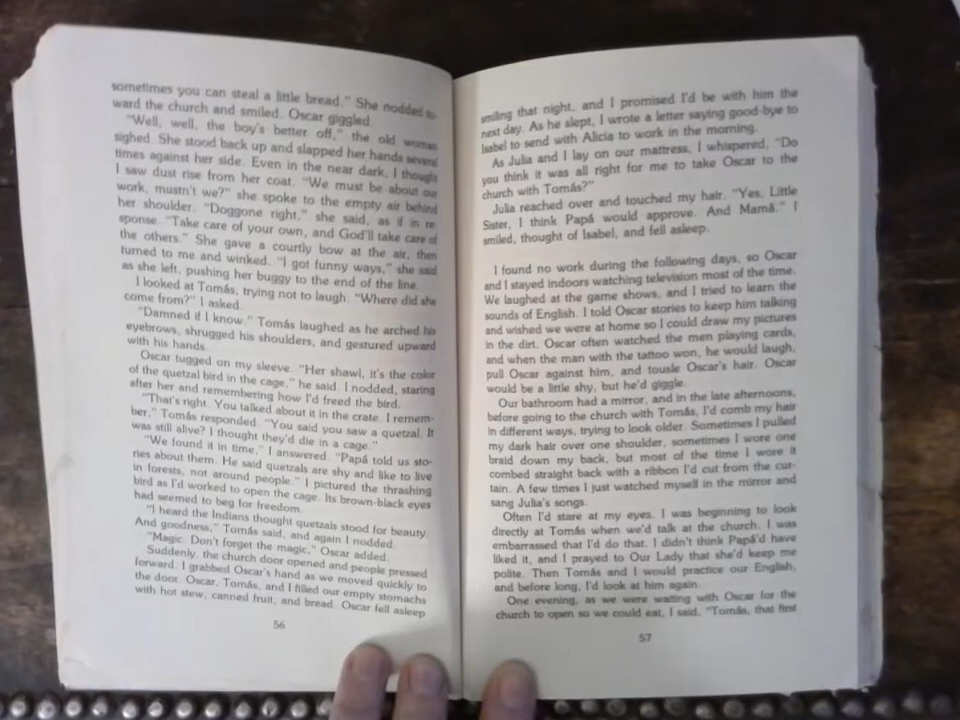 sometimes you can steal a little bread." She nodded to-
ward the church and smiled. Oscar giggled.
"Well, well, the boy's better off," the old woman
sighed. She stood back up and slapped her hands several
times against her side. Even in the near dark, I thought
I saw dust rise from her coat. "We must be about our
work, mustn't we?" she spoke to the empty air behind
her shoulder. "Doggone right," she said, as if in re-
sponse. "Take care of your own, and God'll take care of
the others." She gave a courtly bow at the air, then
turned to me and winked. "I got funny ways," she said
as she left, pushing her buggy to the end of the line.
I looked at Tomás, trying not to laugh. "Where did she
come from?" I asked.
"Damned if I know." Tomás laughed as he arched his
eyebrows, shrugged his shoulders, and gestured upward
with his hands.
Oscar tugged on my sleeve. "Her shawl, it's the color
of the quetzal bird in the cage," he said. I nodded, staring
after her and remembering how I'd freed the bird.
"That's right. You talked about it in the crate. I remem-
ber," Tomás responded. "You said you saw a quetzal. It
was still alive? I thought they'd die in a cage."
"We found it in time," I answered. "Papá told us sto-
ries about them. He said quetzals are shy and like to live
in forests, not around people." I pictured the thrashing
bird as I'd worked to open the cage. Its brown-black eyes
had seemed to beg for freedom.
"I heard the Indians thought quetzals stood for beauty.
And goodness," Tomás said, and again I nodded.
"Magic. Don't forget the magic," Oscar added.
Suddenly, the church door opened and people pressed
forward. I grabbed Oscar's hand as we moved quickly to
the door. Oscar, Tomás, and I filled our empty stomachs
with hot stew, canned fruit, and bread. Oscar fell asleep
56
smiling that night, and I promised I'd be with him the
next day. As he slept, I wrote a letter saying good-bye to
Isabel to send with Alicia to work in the morning.
As Julia and I lay on our mattress, I whispered, "Do
you think it was all right for me to take Oscar to the
church with Tomás?"
Julia reached over and touched my hair. "Yes, Little
Sister, I think Papá would approve. And Mamá." I
smiled, thought of Isabel, and fell asleep.
I found no work during the following days, so Oscar
and I stayed indoors watching television most of the time.
We laughed at the game shows, and I tried to learn the
sounds of English. I told Oscar stories to keep him talking
and wished we were at home so I could draw my pictures
in the dirt. Oscar often watched the men playing cards,
and when the man with the tattoo won, he would laugh,
pull Oscar against him, and tousle Oscar's hair. Oscar
would be a little shy, but he'd giggle.
Our bathroom had a mirror, and in the late afternoons,
before going to the church with Tomás, I'd comb my hair
in different ways, trying to look older. Sometimes I pulled
my dark hair over one shoulder, sometimes I wore one
braid down my back, but most of the time I wore it
combed straight back with a ribbon I'd cut from the cur-
tain. A few times I just watched myself in the mirror and
sang Julia's songs.
Often I'd stare at my eyes. I was beginning to look
directly at Tomás when we'd talk at the church. I was
embarrassed that I'd do that. I didn't think Papá'd have
liked it, and I prayed to Our Lady that she'd keep me
polite. Then Tomás and I would practice our English,
and before long, I'd look at him again.
One evening, as we were waiting with Oscar for the
church to open so we could eat, I said, "Tomás, that first
57